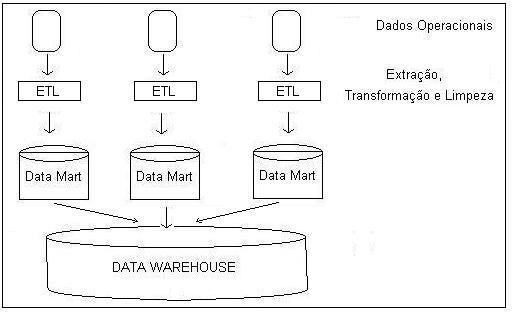 Dados Operacionais
Extração,
ETL ETL ETL Transformação e Limpeza
Data Mart Data Mart Data Mart
DATA WAREHOUSE